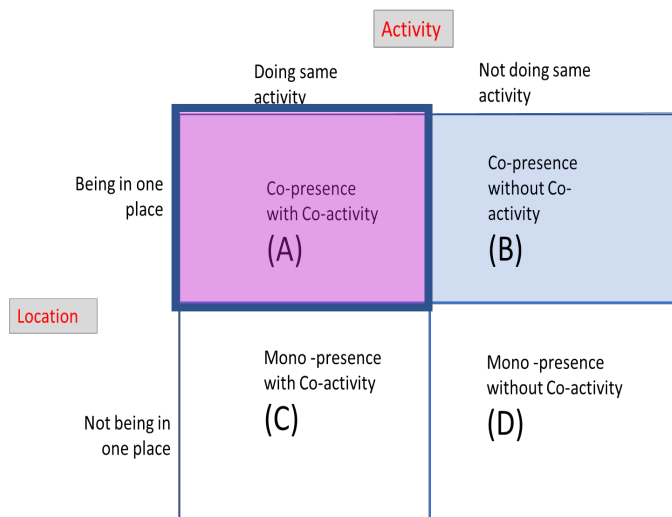 Activity
Doing same
activity
Not doing same
activity
Being in one
place
Co-presence
with Co-activity
(A)
Co-presence
without Co-
activity
(B)
Location
Not being in
one place
Mono -presence
with Co-activity
(C)
Mono -presence
without Co-activity
(D)